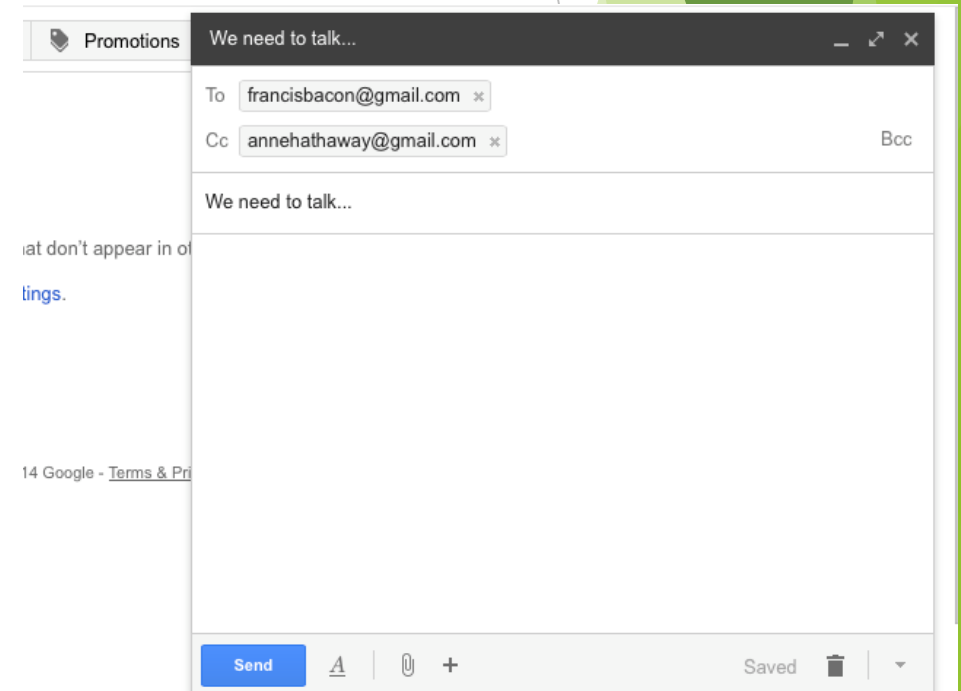 Promotions
We need to talk...
To francisbacon@gmail.com
Cc annehathaway@gmail.com Bcc
We need to talk...
at don't appear in
tings.
14 Google - Terms & Pri
Send A Saved